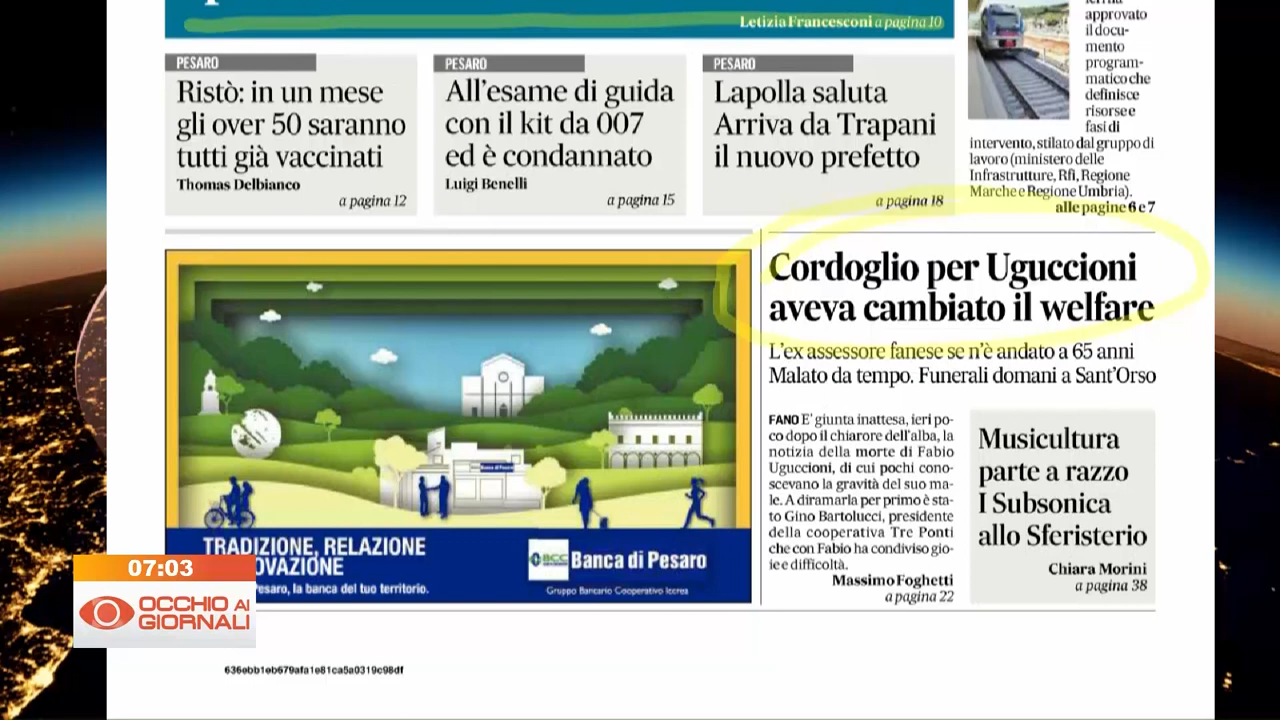 Letizia Francesconi a pagina 10
PESARO
Ristò: in un mese
gli over 50 saranno
tutti già vaccinati
Thomas Delbianco
a pagina 12
PESARO
All'esame di guida
con il kit da 007
ed è condannato
Luigi Benelli
a pagina 15
PESARO
Lapolla saluta
Arriva da Trapani
il nuovo prefetto
a pagina 18
approvato
il docu-
mento
program-
matico che
definisce
risorse e
fasi di
intervento, stilato dal gruppo di
lavoro (ministero delle
Infrastrutture, Rfi, Regione
Marche e Regione Umbria).
alle pagine 6 e 7
Cordoglio per Uguccioni
aveva cambiato il welfare
L'ex assessore fanese se n'è andato a 65 anni
Malato da tempo. Funerali domani a Sant'Orso
FANO E' giunta inattesa, ieri po-
co dopo il chiarore dell'alba, la
notizia della morte di Fabio
Uguccioni, di cui pochi cono-
scevano la gravità del suo ma-
le. A diramarla per primo è sta-
to Gino Bartolucci, presidente
della cooperativa Tre Ponti
che con Fabio ha condiviso gio-
ie e difficoltà.
Massimo Foghetti
a pagina 22
Musicultura
parte a razzo
I Subsonica
allo Sferisterio
Chiara Morini
a pagina 38
Banca di Pesaro
TRADIZIONE, RELAZIONE
OVAZIONE
esaro, la banca del tuo territorio.
BCC
Banca di Pesaro
Gruppo Bancario Cooperativo Iccrea
07:03
OCCHIO AI
GIORNALI
636ebb1eb679afa1e81ca5a0319c98df